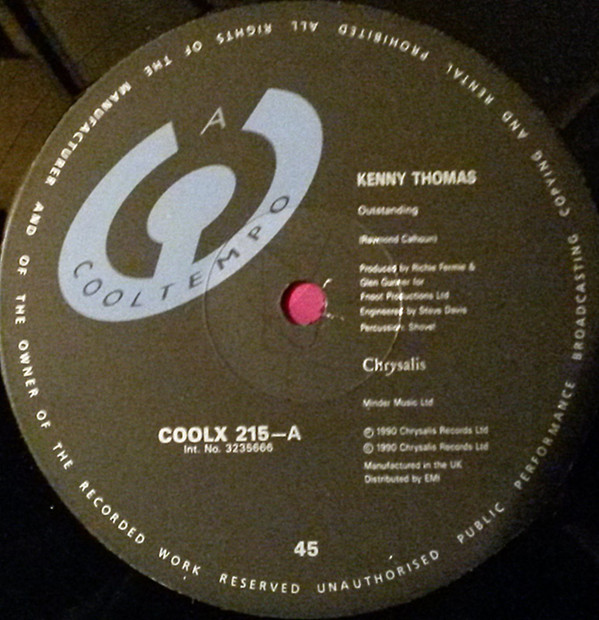 MANUFACTURER AND OF THE OWNER OF THE RECORDED WORK RESERVED UNAUTHORISED PUBLIC PERFORMANCE BROADCASTING COPYING AND RENTAL PROHIBITED ALL RIGHTS OF THE
A
COOLTEMPO
KENNY THOMAS
Outstanding
(Raymond Calhoun)
Produced by Richie Fermie &
Glen Gunner for
Fnost Productions Ltd
Engineered by Steve Davis
Percussion: Shovel
Chrysalis
Minder Music Ltd
COOLX 215-A
Int. No. 3235666
℗ 1990 Chrysalis Records Ltd
© 1990 Chrysalis Records Ltd
Manufactured in the UK
Distributed by EMI
45